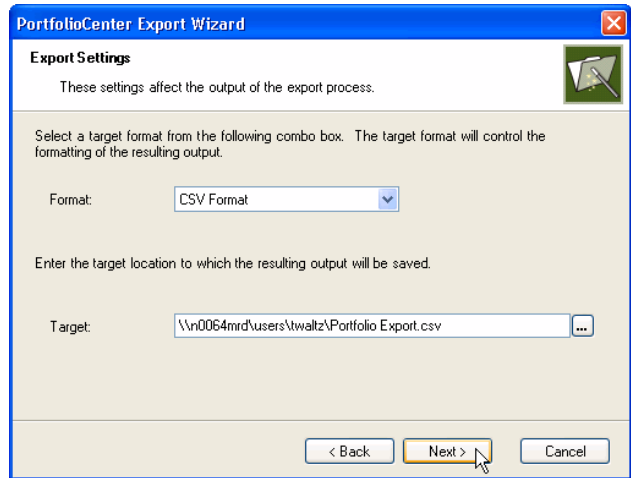 PortfolioCenter Export Wizard
Export Settings
These settings affect the output of the export process.
Select a target format from the following combo box. The target format will control the
formatting of the resulting output.
Format:
CSV Format
Enter the target location to which the resulting output will be saved.
Target:
\\n0064mrd\users\twaltz\Portfolio Export.csv
...
< Back
Next >
Cancel